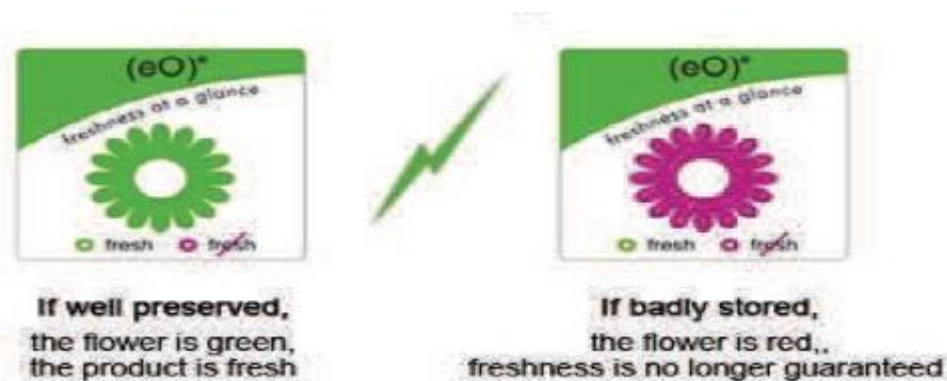 (eO)*
freshness at a glance
fresh fresh
If well preserved,
the flower is green,
the product is fresh
(eO)*
freshness at a glance
fresh fresh
If badly stored,
the flower is red,,
freshness is no longer guaranteed